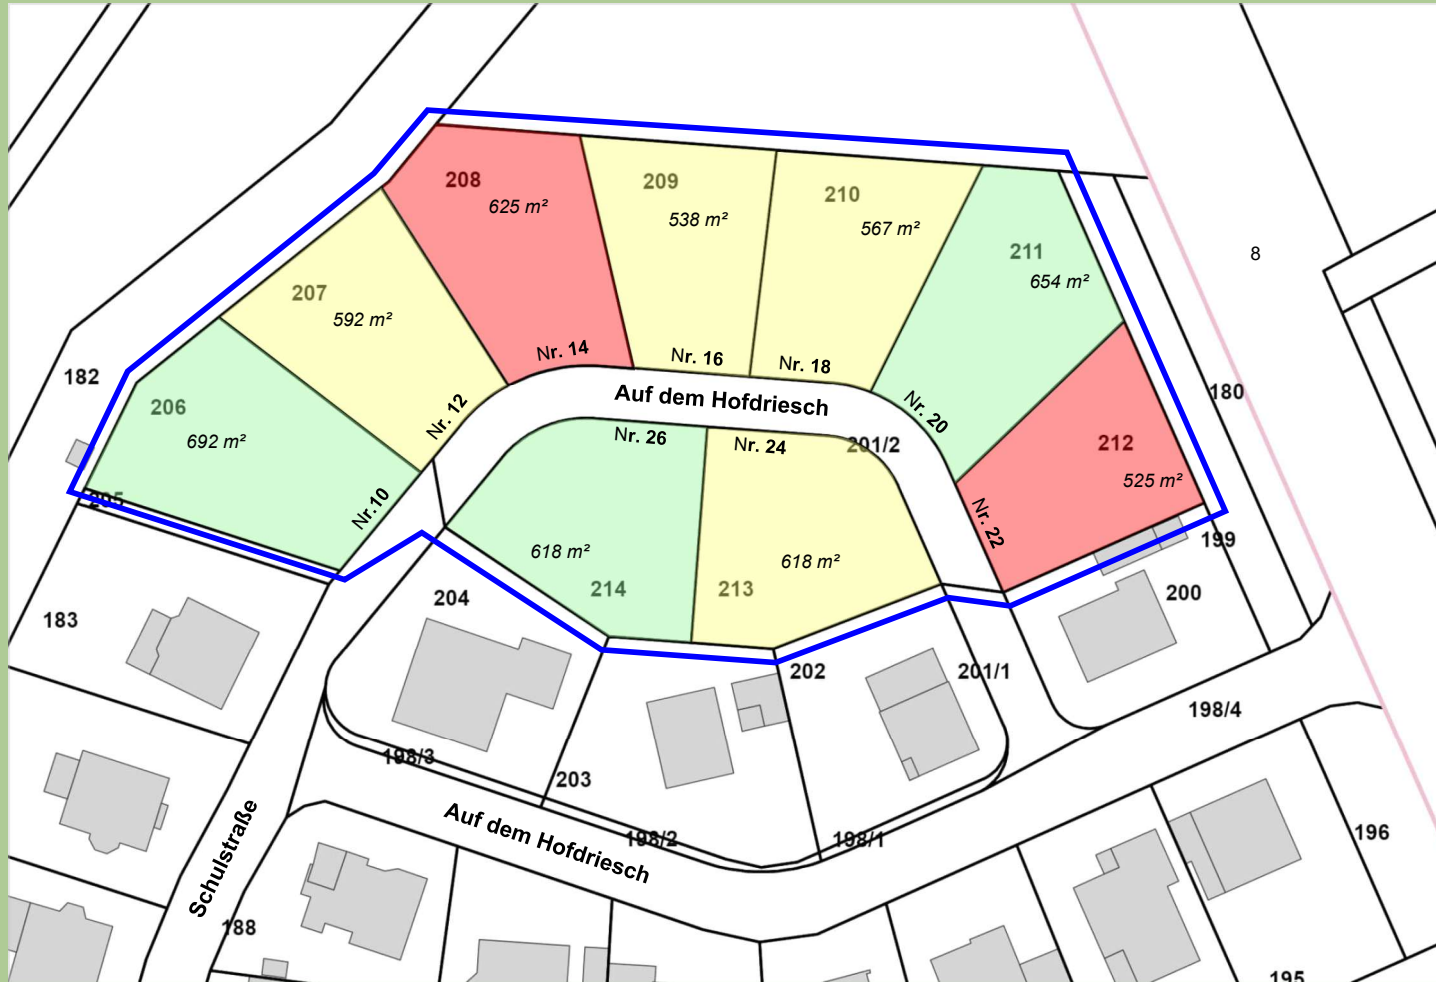 208
625 m²
209
538 m²
210
567 m²
211
654 m²
8
207
592 m²
Nr. 14
Nr. 16
Nr. 18
182
Auf dem Hofdriesch
180
206
692 m²
Nr. 12
Nr. 20
Nr. 26
Nr. 24
201/2
212
525 m²
205
Nr.10
Nr. 22
199
618 m²
214
618 m²
213
204
200
183
202
201/1
198/4
198/3
203
Auf dem Hofdriesch
198/2
198/1
196
Schulstraße
188
195